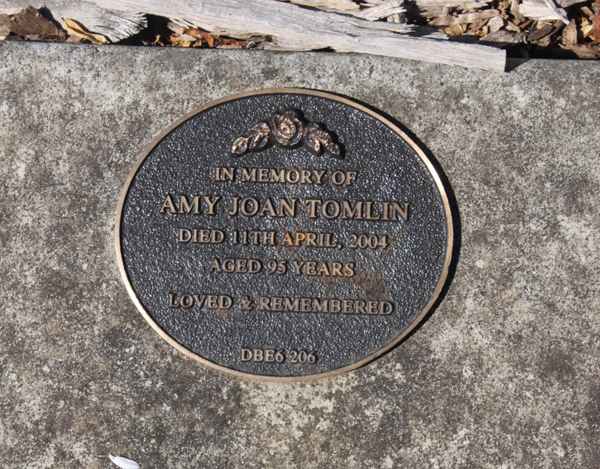 IN MEMORY OF
AMY JOAN TOMLIN
DIED 11TH APRIL, 2004
AGED 95 YEARS
LOVED & REMEMBERED
DBE6 206